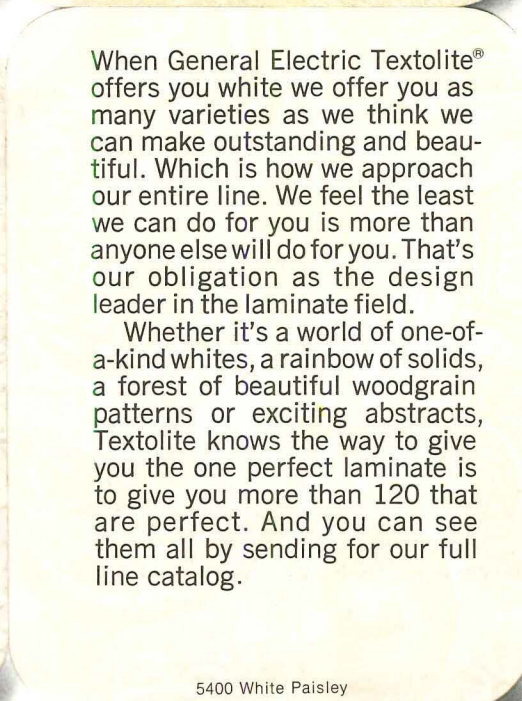 When General Electric Textolite®
offers you white we offer you as
many varieties as we think we
can make outstanding and beau-
tiful. Which is how we approach
our entire line. We feel the least
we can do for you is more than
anyone else will do for you. That's
our obligation as the design
leader in the laminate field.
Whether it's a world of one-of-
a-kind whites, a rainbow of solids,
a forest of beautiful woodgrain
patterns or exciting abstracts,
Textolite knows the way to give
you the one perfect laminate is
to give you more than 120 that
are perfect. And you can see
them all by sending for our full
line catalog.
5400 White Paisley